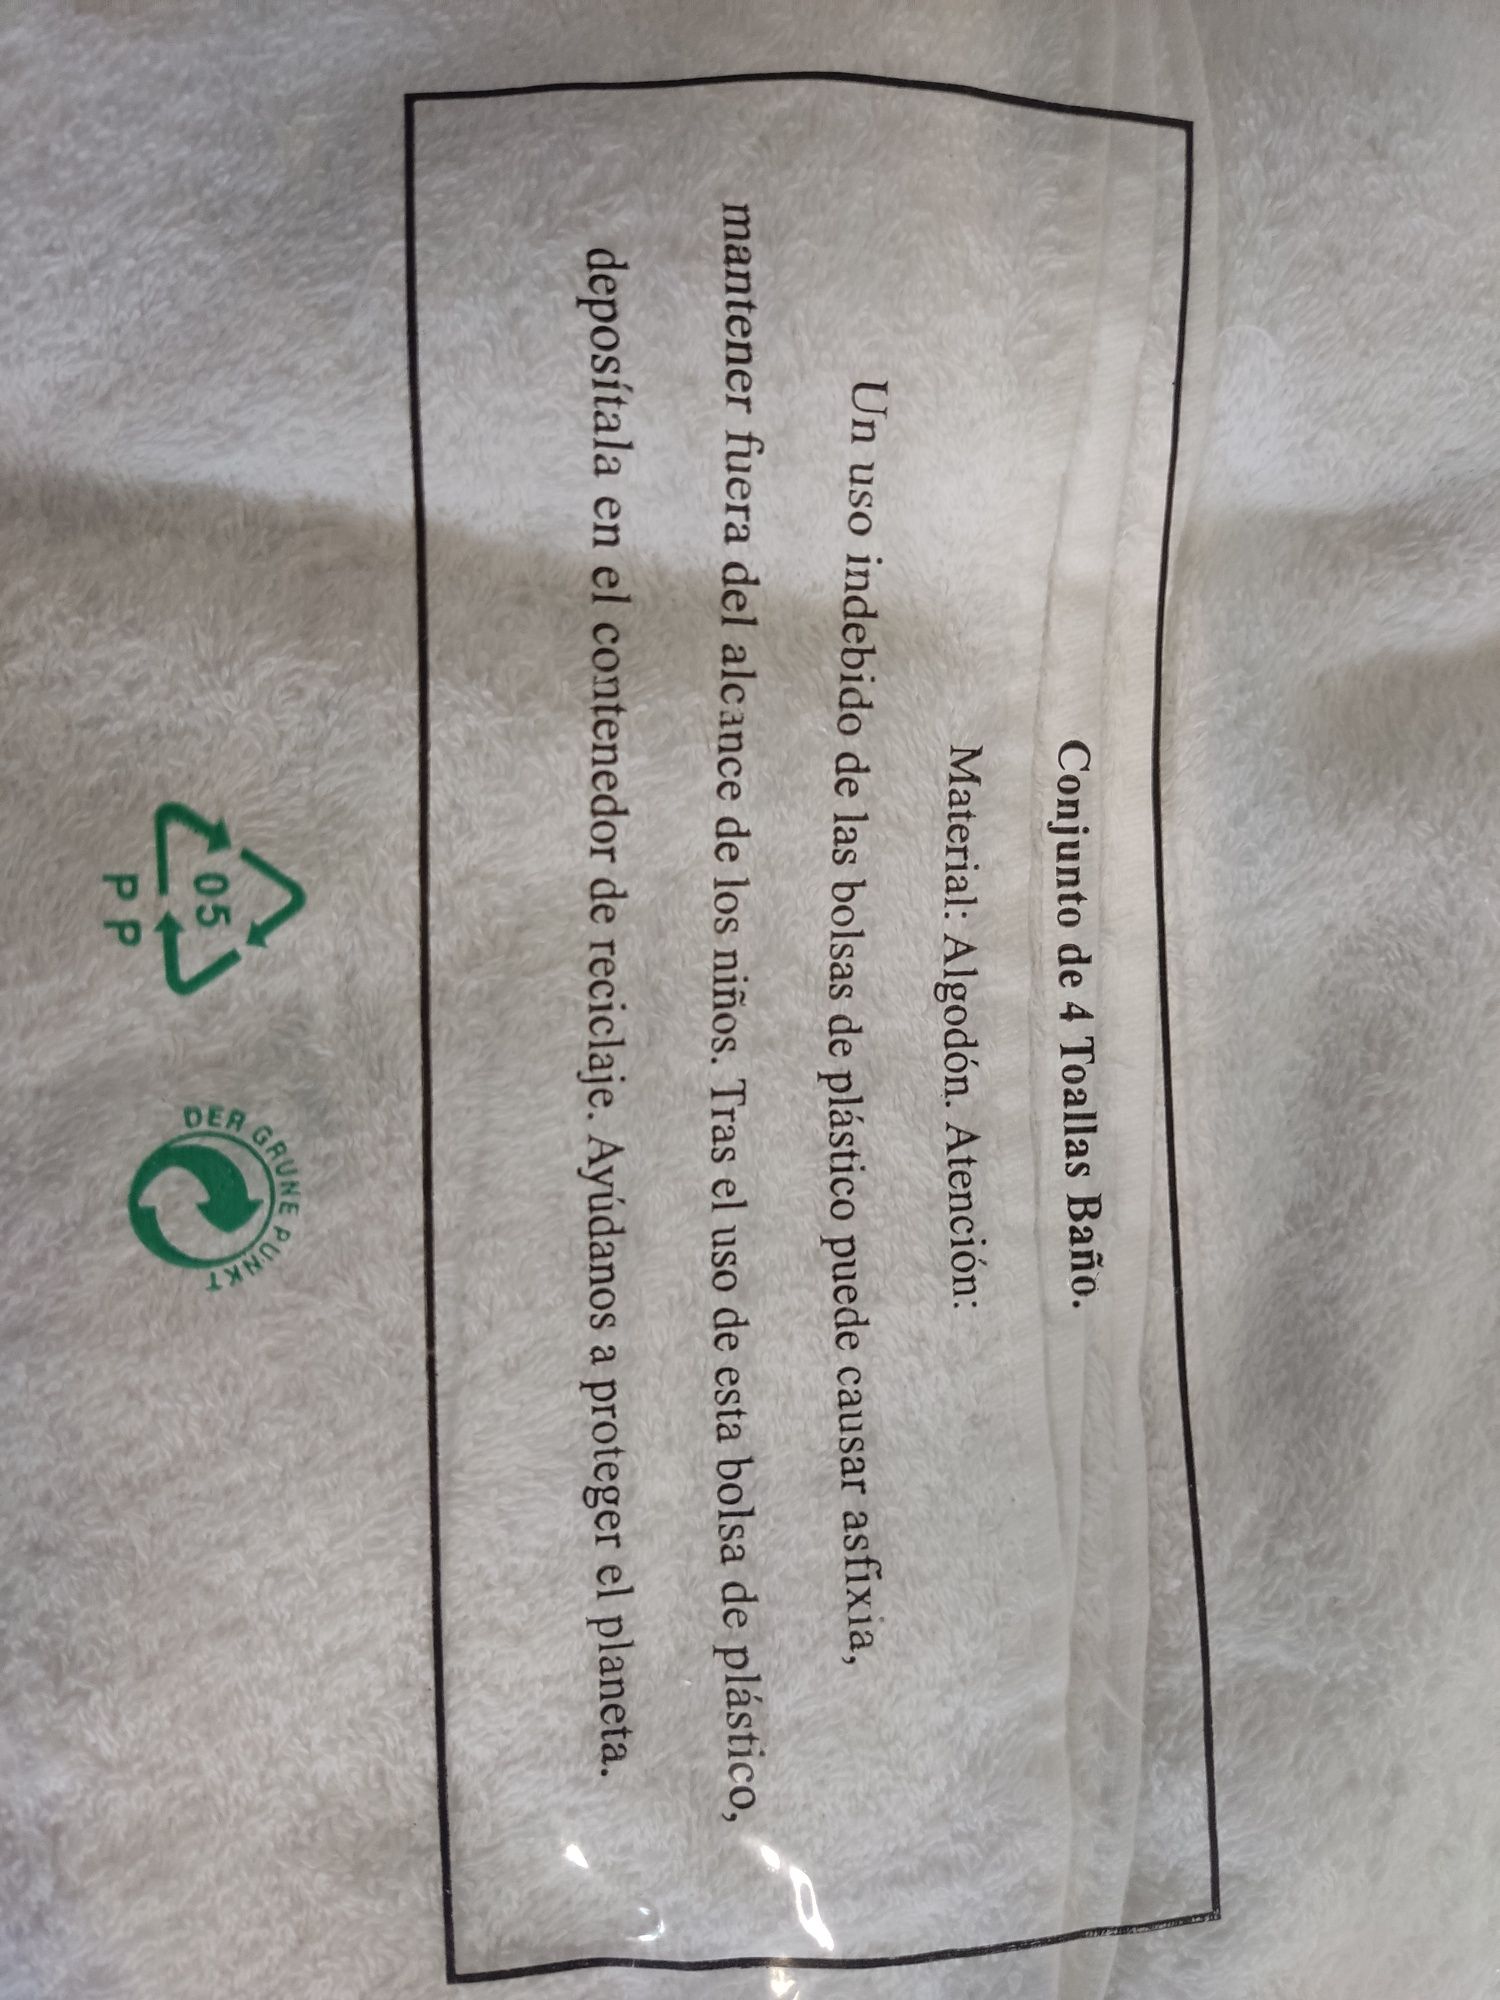 Conjunto de 4 Toallas Baño.
Material: Algodón. Atención:
Un uso indebido de las bolsas de plástico puede causar asfixia,
mantener fuera del alcance de los niños. Tras el uso de esta bolsa de plástico,
deposítala en el contenedor de reciclaje. Ayúdanos a proteger el planeta.
05
PP
DER GRÜNE PUNKT